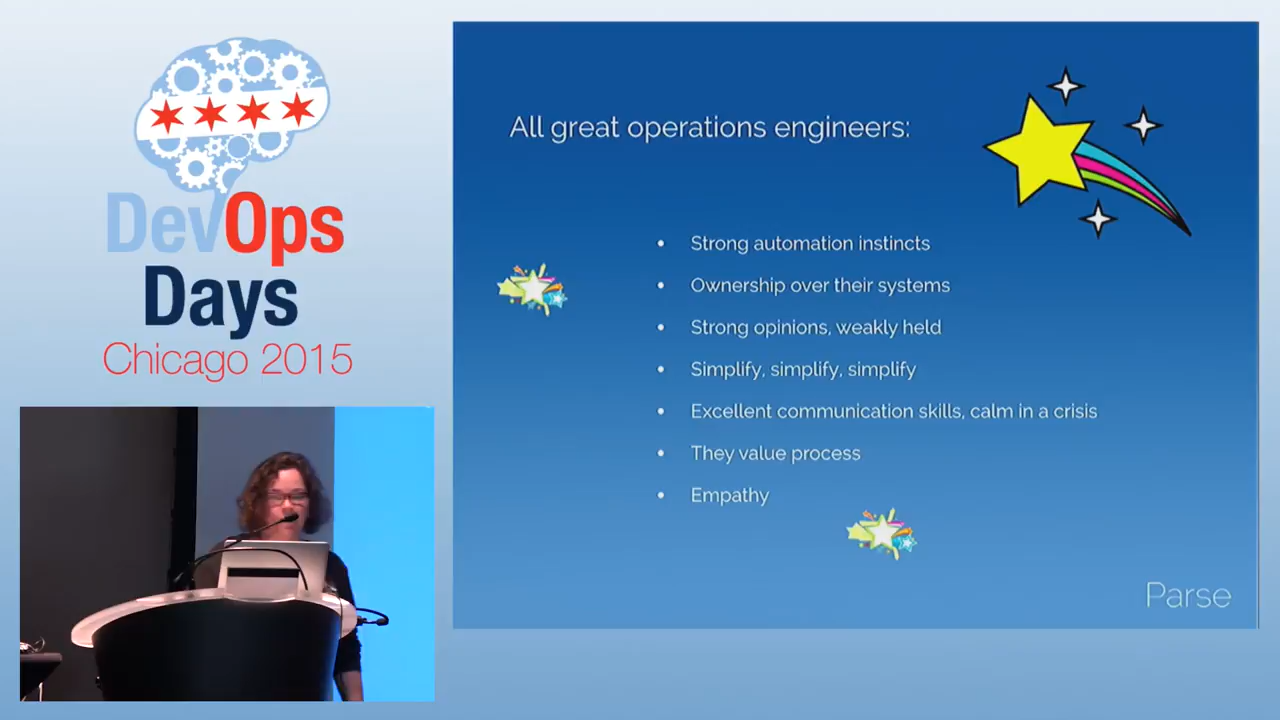 DevOps
Days
Chicago 2015
All great operations engineers:
• Strong automation instincts
• Ownership over their systems
• Strong opinions, weakly held
• Simplify, simplify, simplify
• Excellent communication skills, calm in a crisis
• They value process
• Empathy
Parse